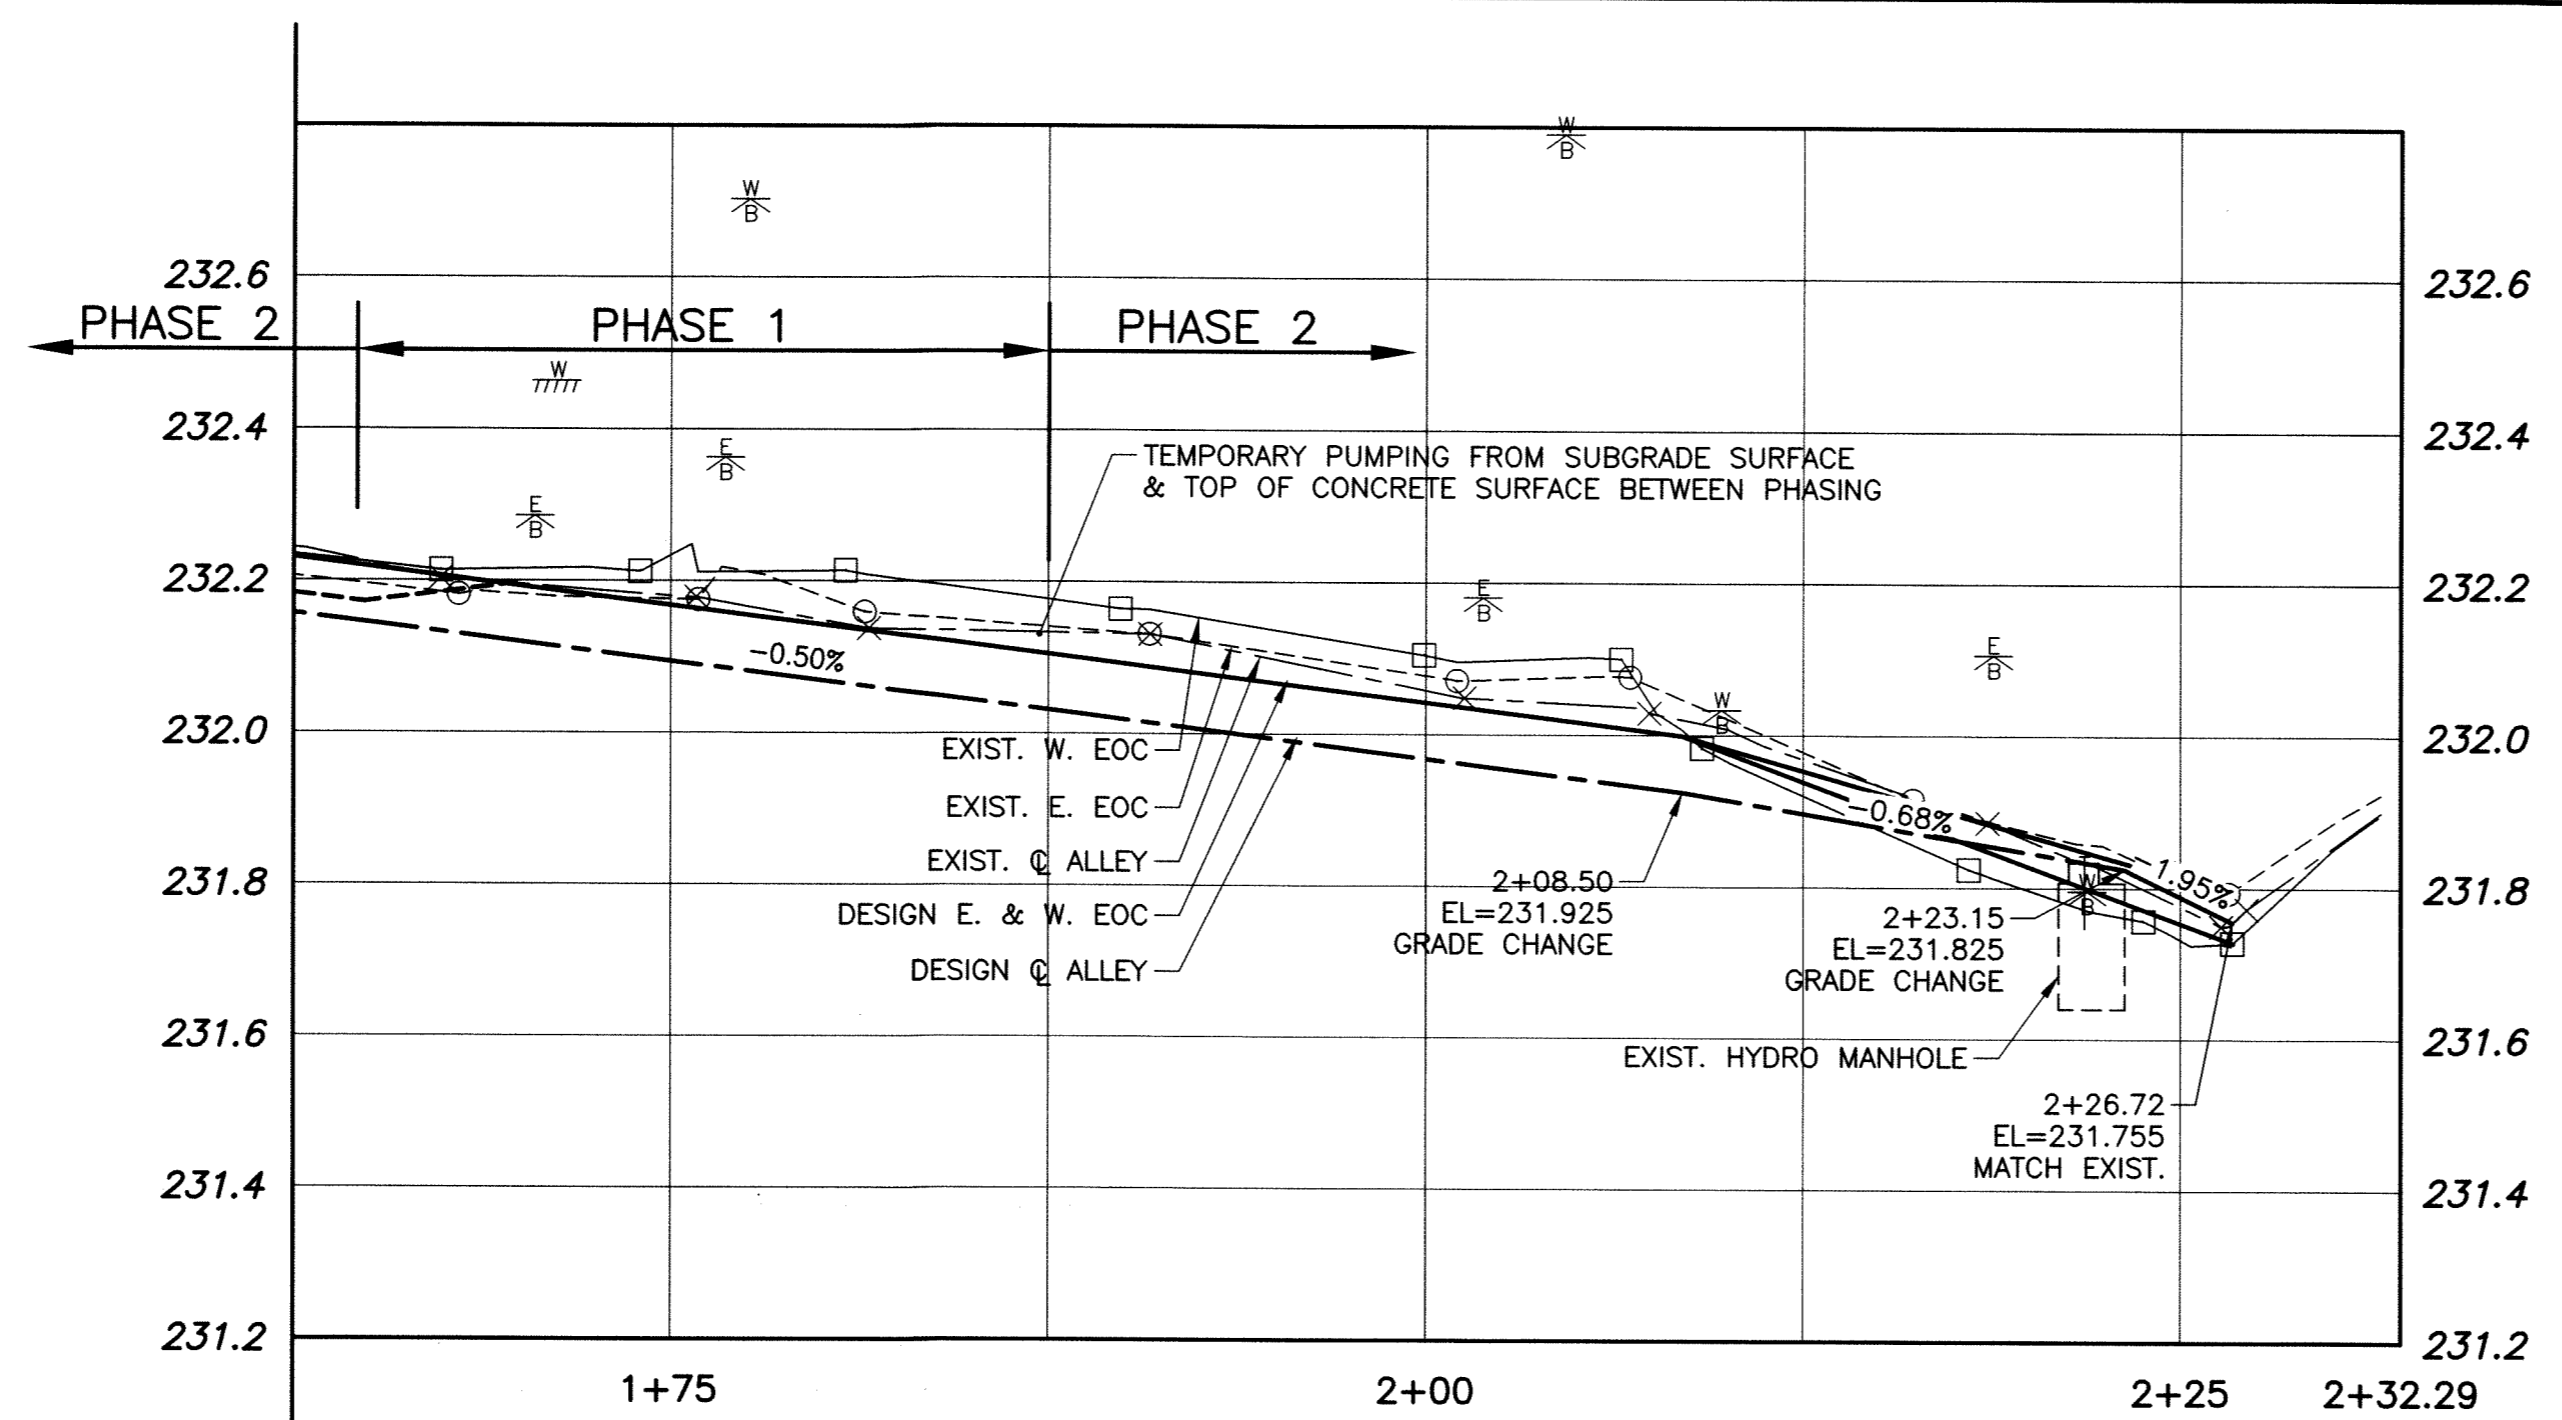 W
B
W
B
232.6
232.6
PHASE 2
PHASE 1
PHASE 2
W
232.4
232.4
E
B
TEMPORARY PUMPING FROM SUBGRADE SURFACE
& TOP OF CONCRETE SURFACE BETWEEN PHASING
E
B
232.2
232.2
E
B
-0.50%
E
B
W
B
232.0
232.0
EXIST. W. EOC
EXIST. E. EOC
EXIST. ℄ ALLEY
DESIGN E. & W. EOC
DESIGN ℄ ALLEY
-0.68%
1.95%
231.8
231.8
2+08.50
EL=231.925
GRADE CHANGE
W
B
2+23.15
EL=231.825
GRADE CHANGE
231.6
231.6
EXIST. HYDRO MANHOLE
2+26.72
EL=231.755
MATCH EXIST.
231.4
231.4
231.2
231.2
1+75
2+00
2+25
2+32.29